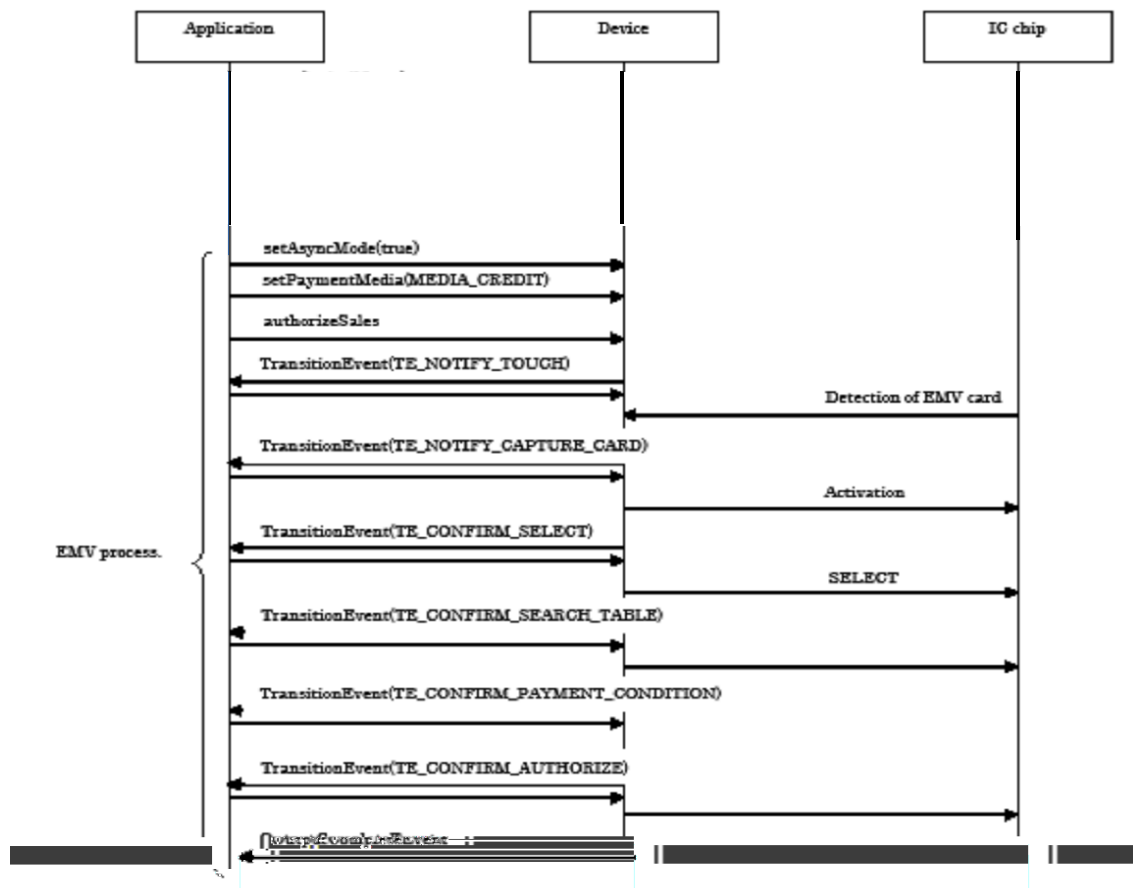 Application
Device
IC chip
setAsyncMode(true)
setPaymentMedia(MEDIA_CREDIT)
authorizeSales
TransitionEvent(TE_NOTIFY_TOUCH)
Detection of EMV card
TransitionEvent(TE_NOTIFY_CAPTURE_CARD)
Activation
TransitionEvent(TE_CONFIRM_SELECT)
EMV process.
SELECT
TransitionEvent(TE_CONFIRM_SEARCH_TABLE)
TransitionEvent(TE_CONFIRM_PAYMENT_CONDITION)
TransitionEvent(TE_CONFIRM_AUTHORIZE)